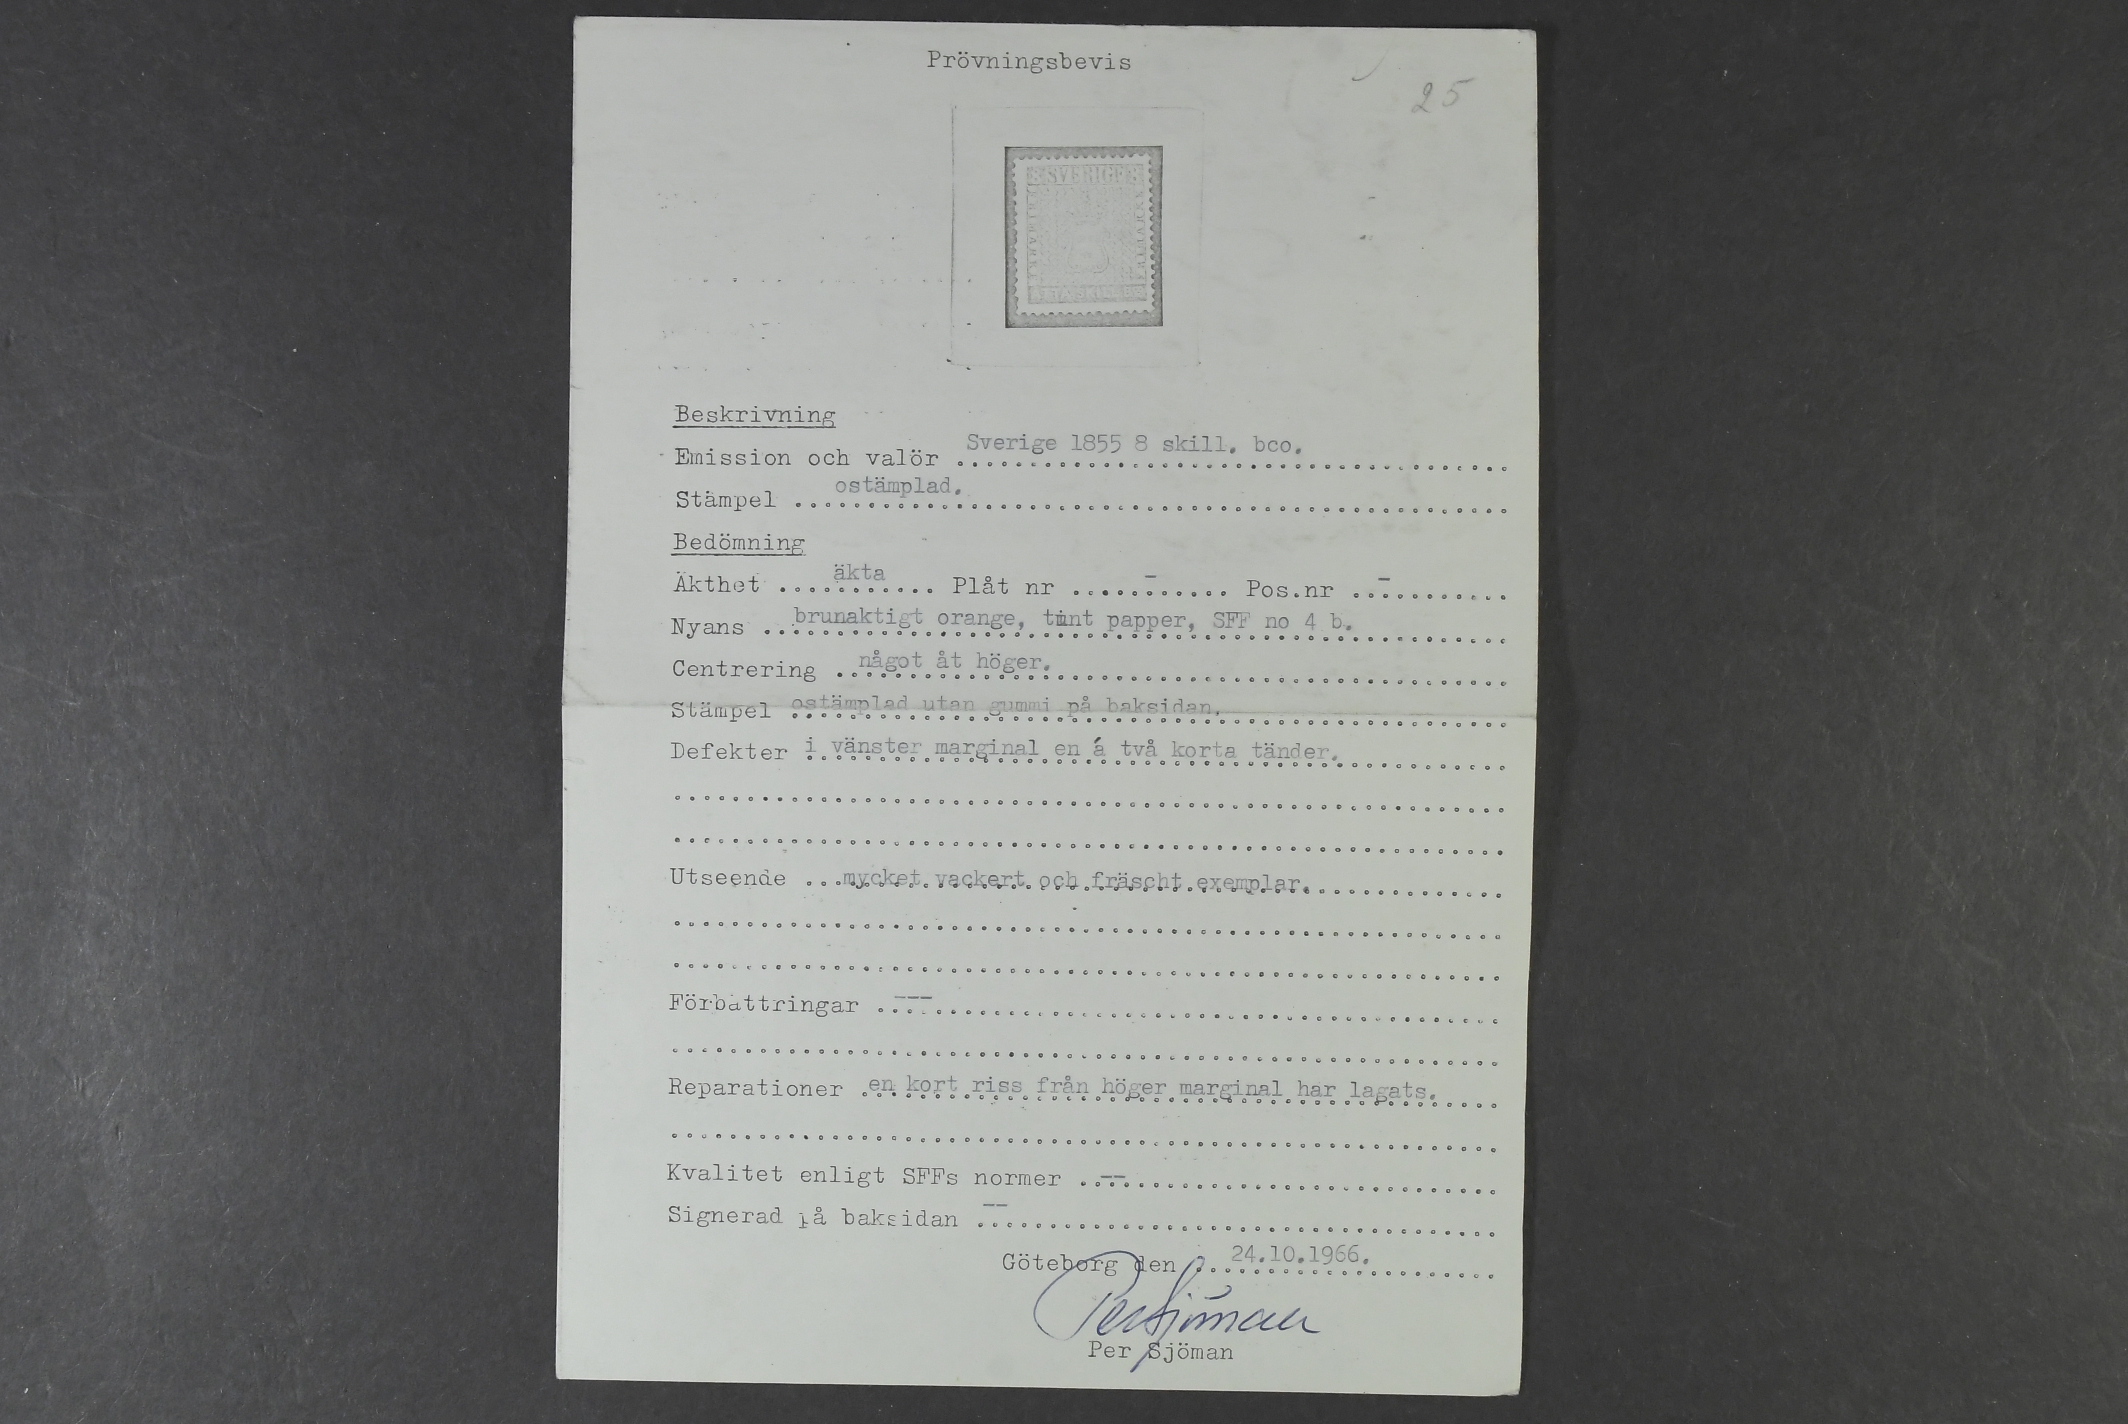 Prövningsbevis
25
SVERIGE
FRIMÄRKE
Beskrivning
Emission och valör Sverige 1855 8 skill. bco.
Stämpel ostämplad.
Bedömning
Äkthet äkta Plåt nr - Pos.nr -
Nyans brunaktigt orange, tunt papper, SFF no 4 b.
Centrering något åt höger.
Stämpel ostämplad utan gummi på baksidan.
Defekter i vänster marginal en á två korta tänder.
Utseende mycket vackert och fräscht exemplar.
Förbättringar ---
Reparationer en kort riss från höger marginal har lagats.
Kvalitet enligt SFFs normer --
Signerad på baksidan --
Göteborg den 24.10.1966.
Per Sjöman
Per Sjöman